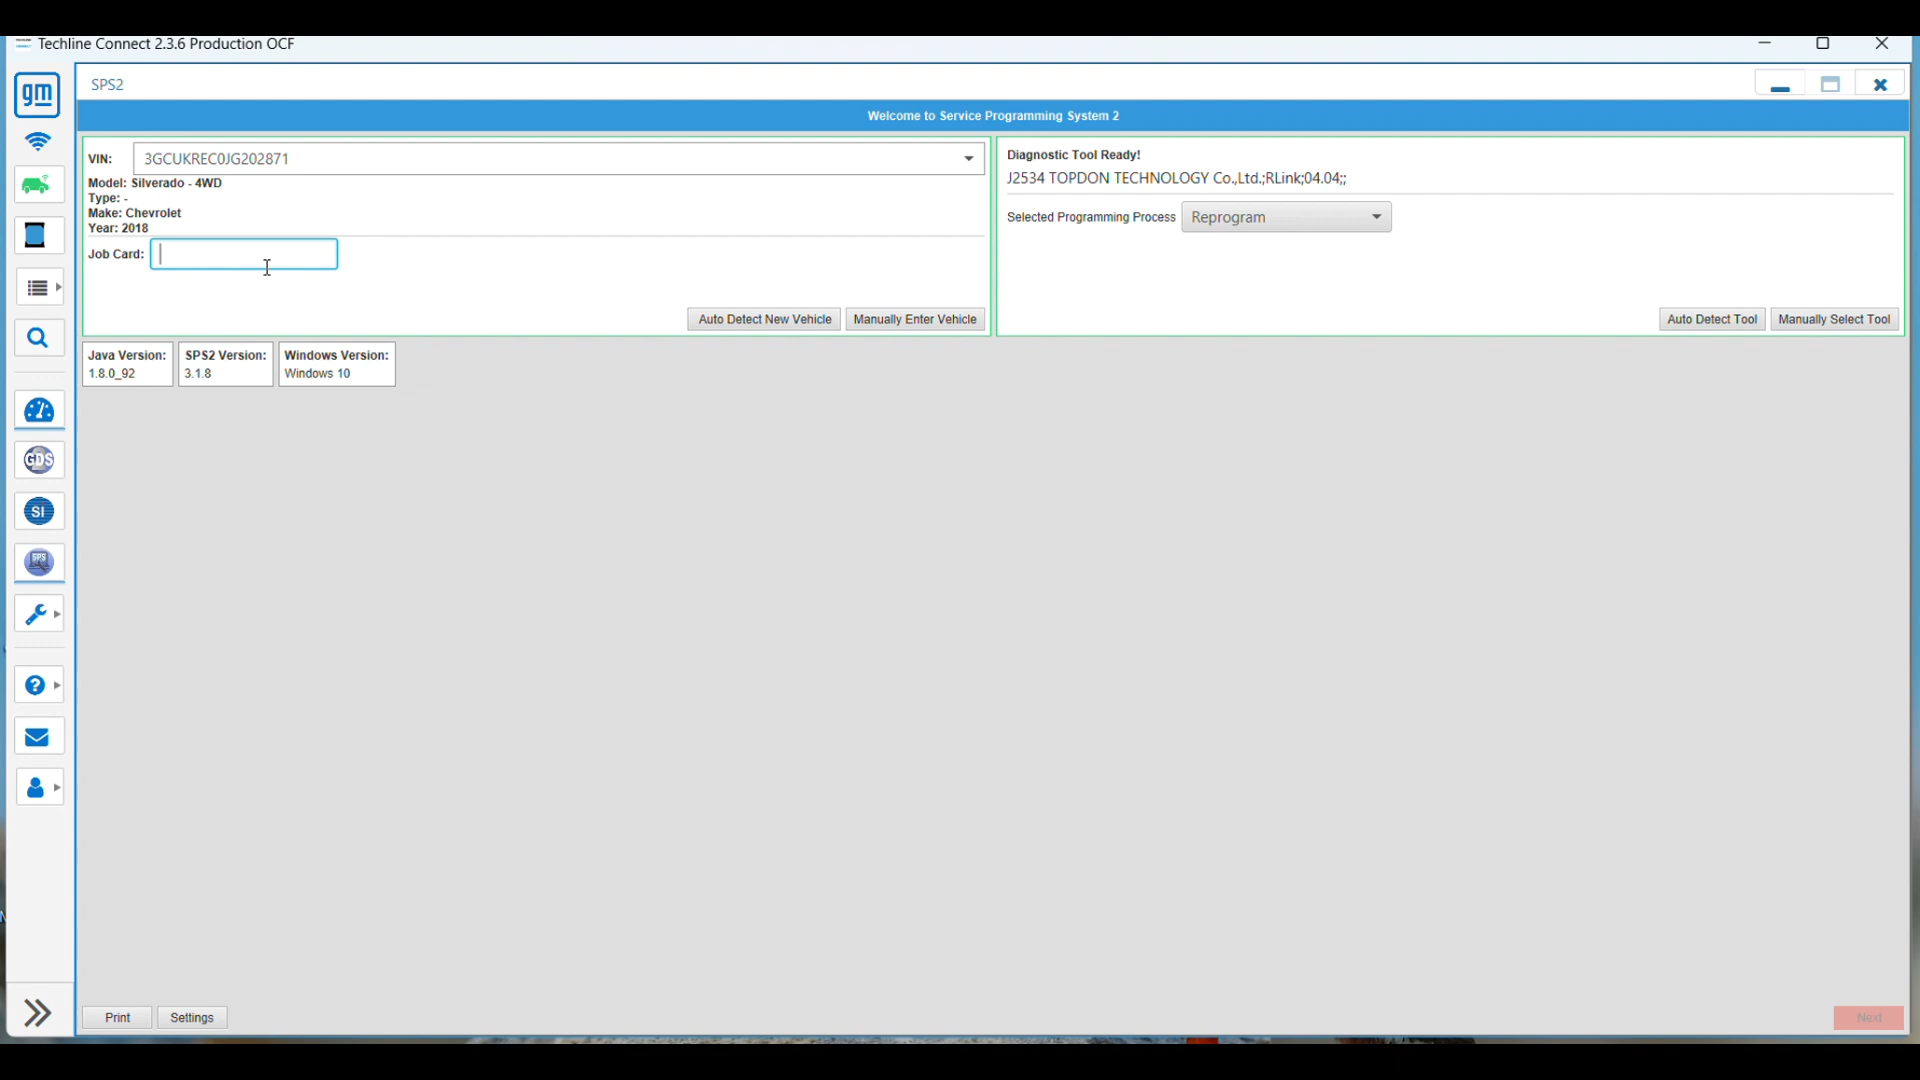 Techline Connect 2.3.6 Production OCF
gm
SPS2
Welcome to Service Programming System 2
VIN: 3GCUKREC0JG202871
Model: Silverado - 4WD
Type: -
Make: Chevrolet
Year: 2018
Job Card:
Auto Detect New Vehicle
Manually Enter Vehicle
Diagnostic Tool Ready!
J2534 TOPDON TECHNOLOGY Co.,Ltd.;RLink;04.04;;
Selected Programming Process Reprogram
Auto Detect Tool
Manually Select Tool
Java Version:
1.8.0_92
SPS2 Version:
3.1.8
Windows Version:
Windows 10
GDS
SI
SPS
Print
Settings
Next